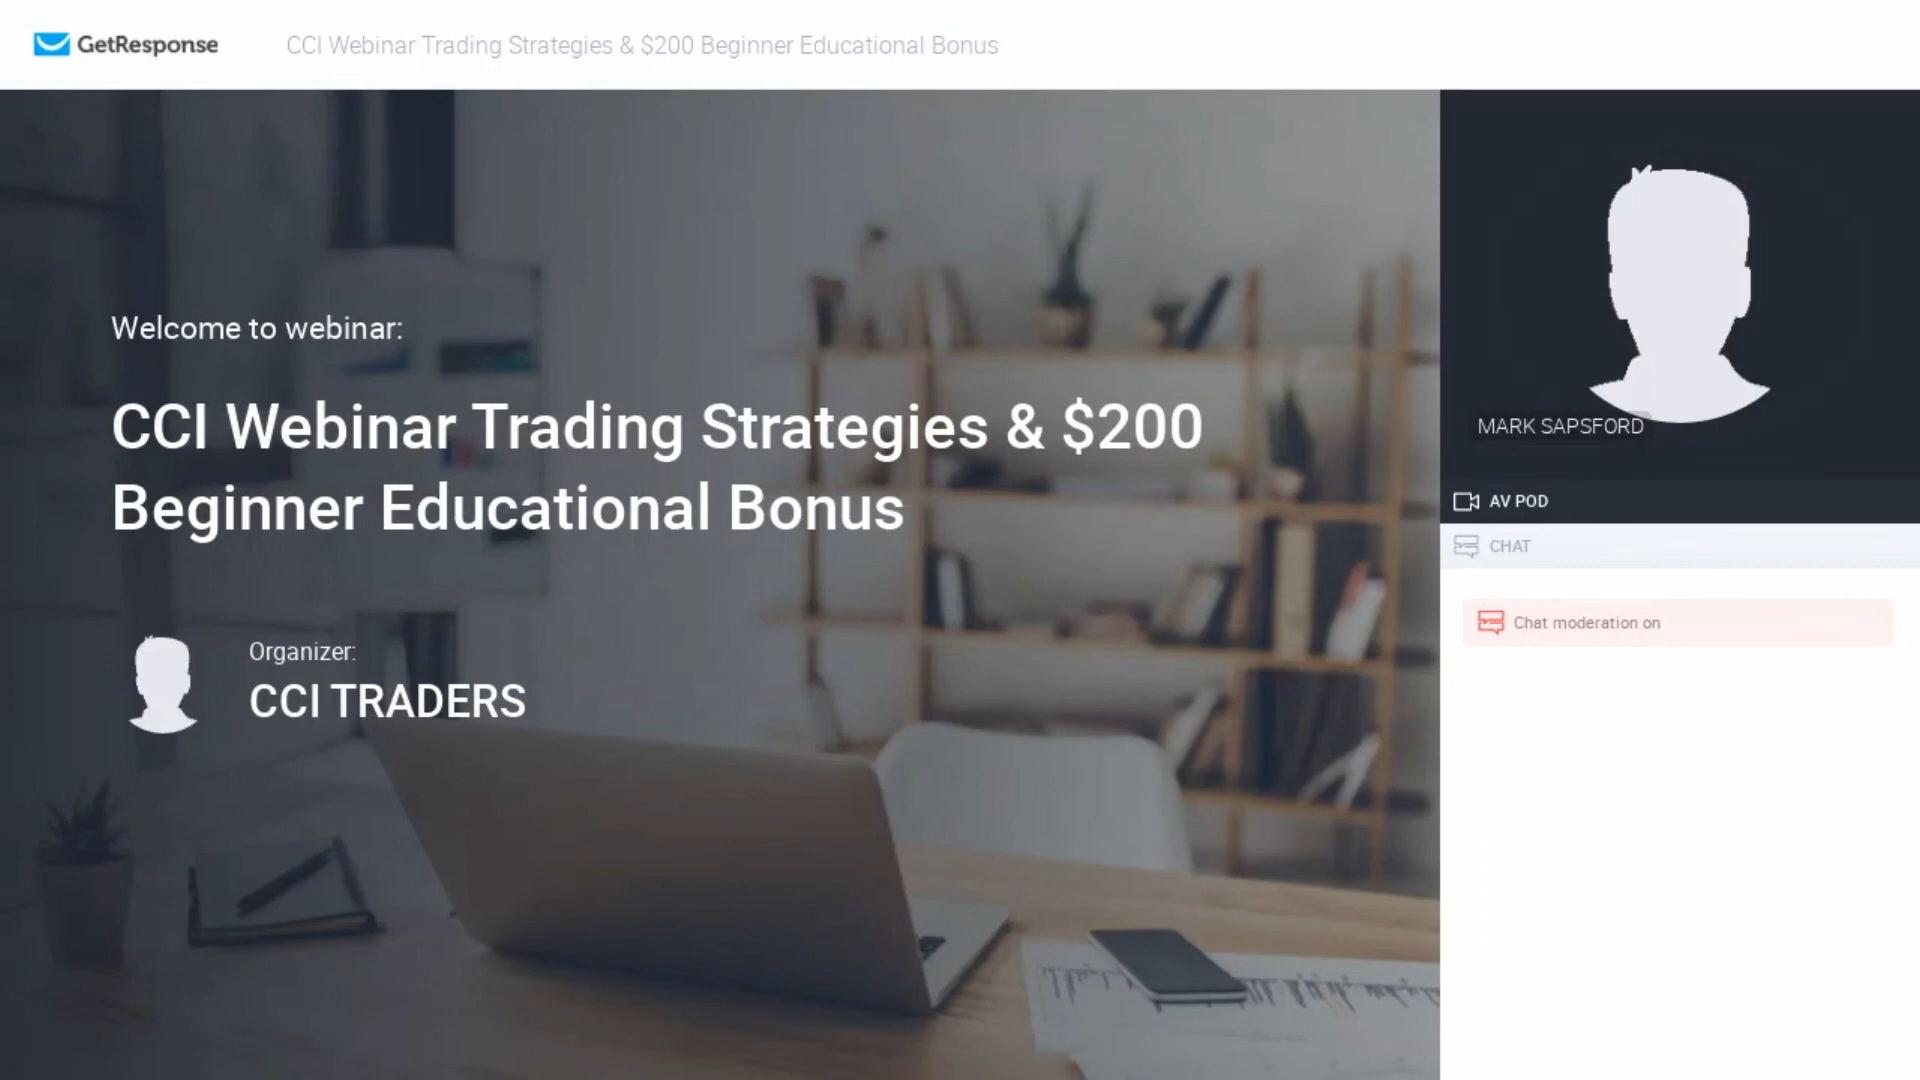 GetResponse
CCI Webinar Trading Strategies & $200 Beginner Educational Bonus
Welcome to webinar:
CCI Webinar Trading Strategies & $200
Beginner Educational Bonus
Organizer:
CCI TRADERS
MARK SAPSFORD
AV POD
CHAT
Chat moderation on